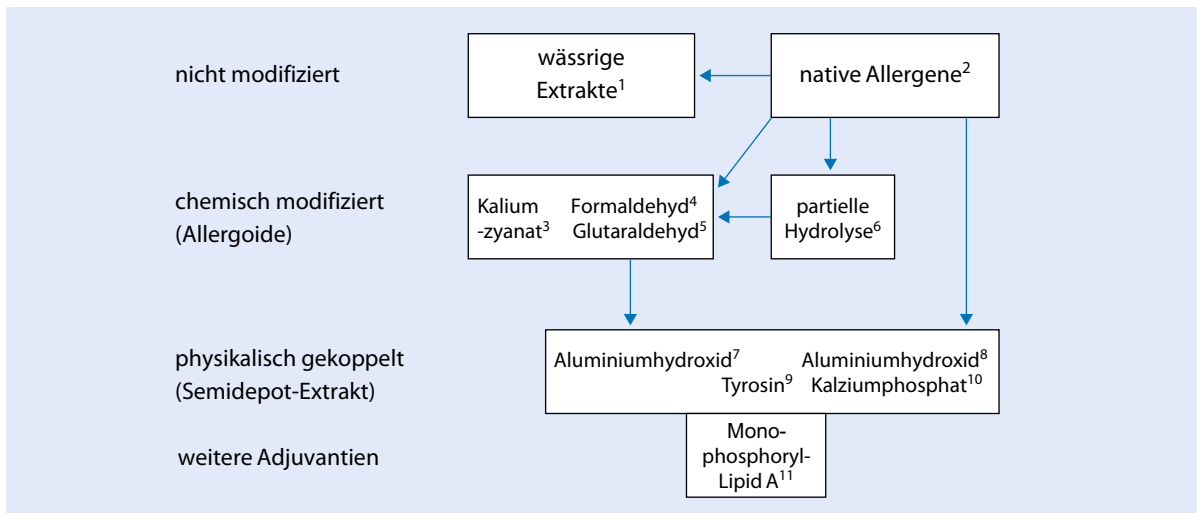 nicht modifiziert
wässrige
Extrakte¹
native Allergene²
chemisch modifiziert
(Allergoide)
Kalium Formaldehyd⁴
-zyanat³ Glutaraldehyd⁵
partielle
Hydrolyse⁶
physikalisch gekoppelt
(Semidepot-Extrakt)
Aluminiumhydroxid⁷ Aluminiumhydroxid⁸
Tyrosin⁹ Kalziumphosphat¹⁰
weitere Adjuvantien
Mono-
phosphoryl-
Lipid A¹¹